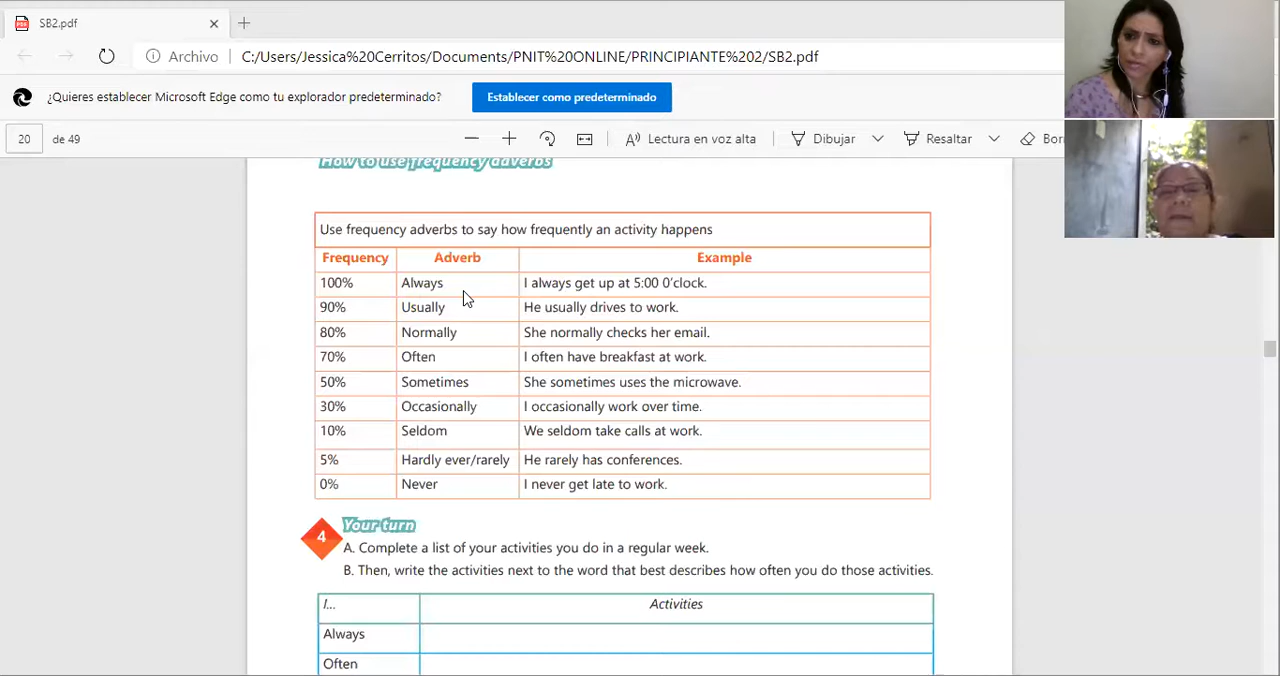 SB2.pdf
Archivo C:/Users/Jessica%20Cerritos/Documents/PNIT%20ONLINE/PRINCIPIANTE%202/SB2.pdf
¿Quieres establecer Microsoft Edge como tu explorador predeterminado? Establecer como predeterminado
20 de 49 Lectura en voz alta Dibujar Resaltar Bor
How to use frequency adverbs
Use frequency adverbs to say how frequently an activity happens
Frequency Adverb Example
100% Always I always get up at 5:00 0'clock.
90% Usually He usually drives to work.
80% Normally She normally checks her email.
70% Often I often have breakfast at work.
50% Sometimes She sometimes uses the microwave.
30% Occasionally I occasionally work over time.
10% Seldom We seldom take calls at work.
5% Hardly ever/rarely He rarely has conferences.
0% Never I never get late to work.
4 Your turn
A. Complete a list of your activities you do in a regular week.
B. Then, write the activities next to the word that best describes how often you do those activities.
I... Activities
Always
Often